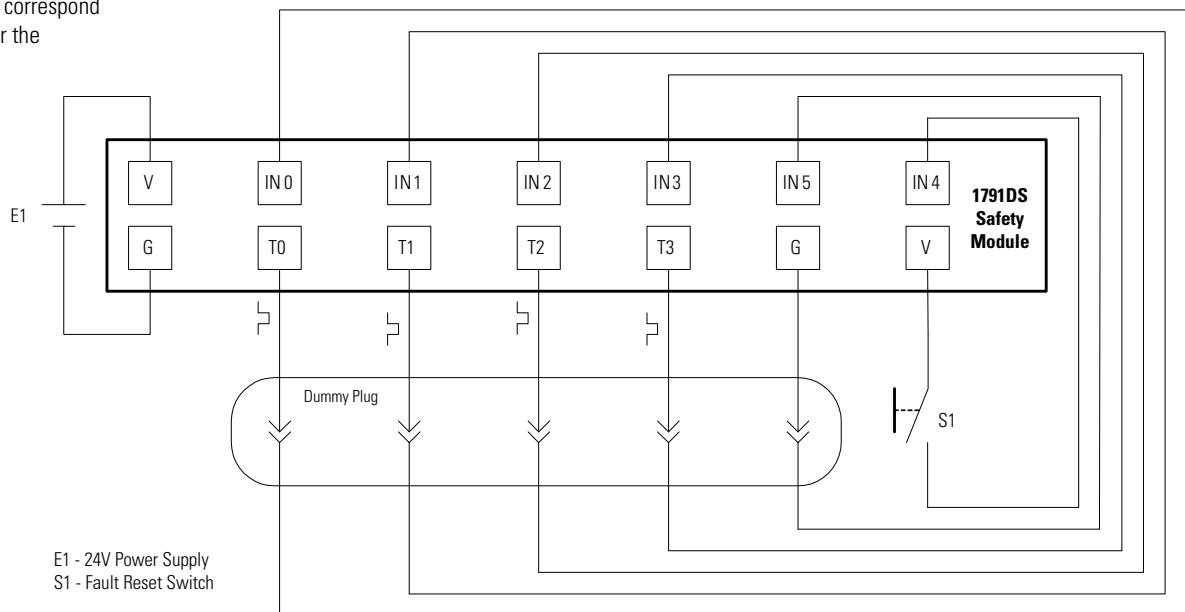 correspond
r the
V
IN 0
IN 1
IN 2
IN 3
IN 5
IN 4
1791DS
Safety
Module
E1
G
T0
T1
T2
T3
G
V
Dummy Plug
S1
E1 - 24V Power Supply
S1 - Fault Reset Switch